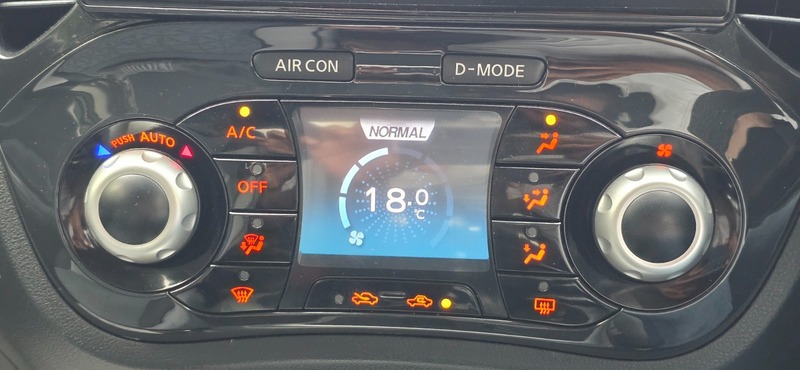 AIR CON
D-MODE
A/C
NORMAL
PUSH AUTO
OFF
18.0
°C